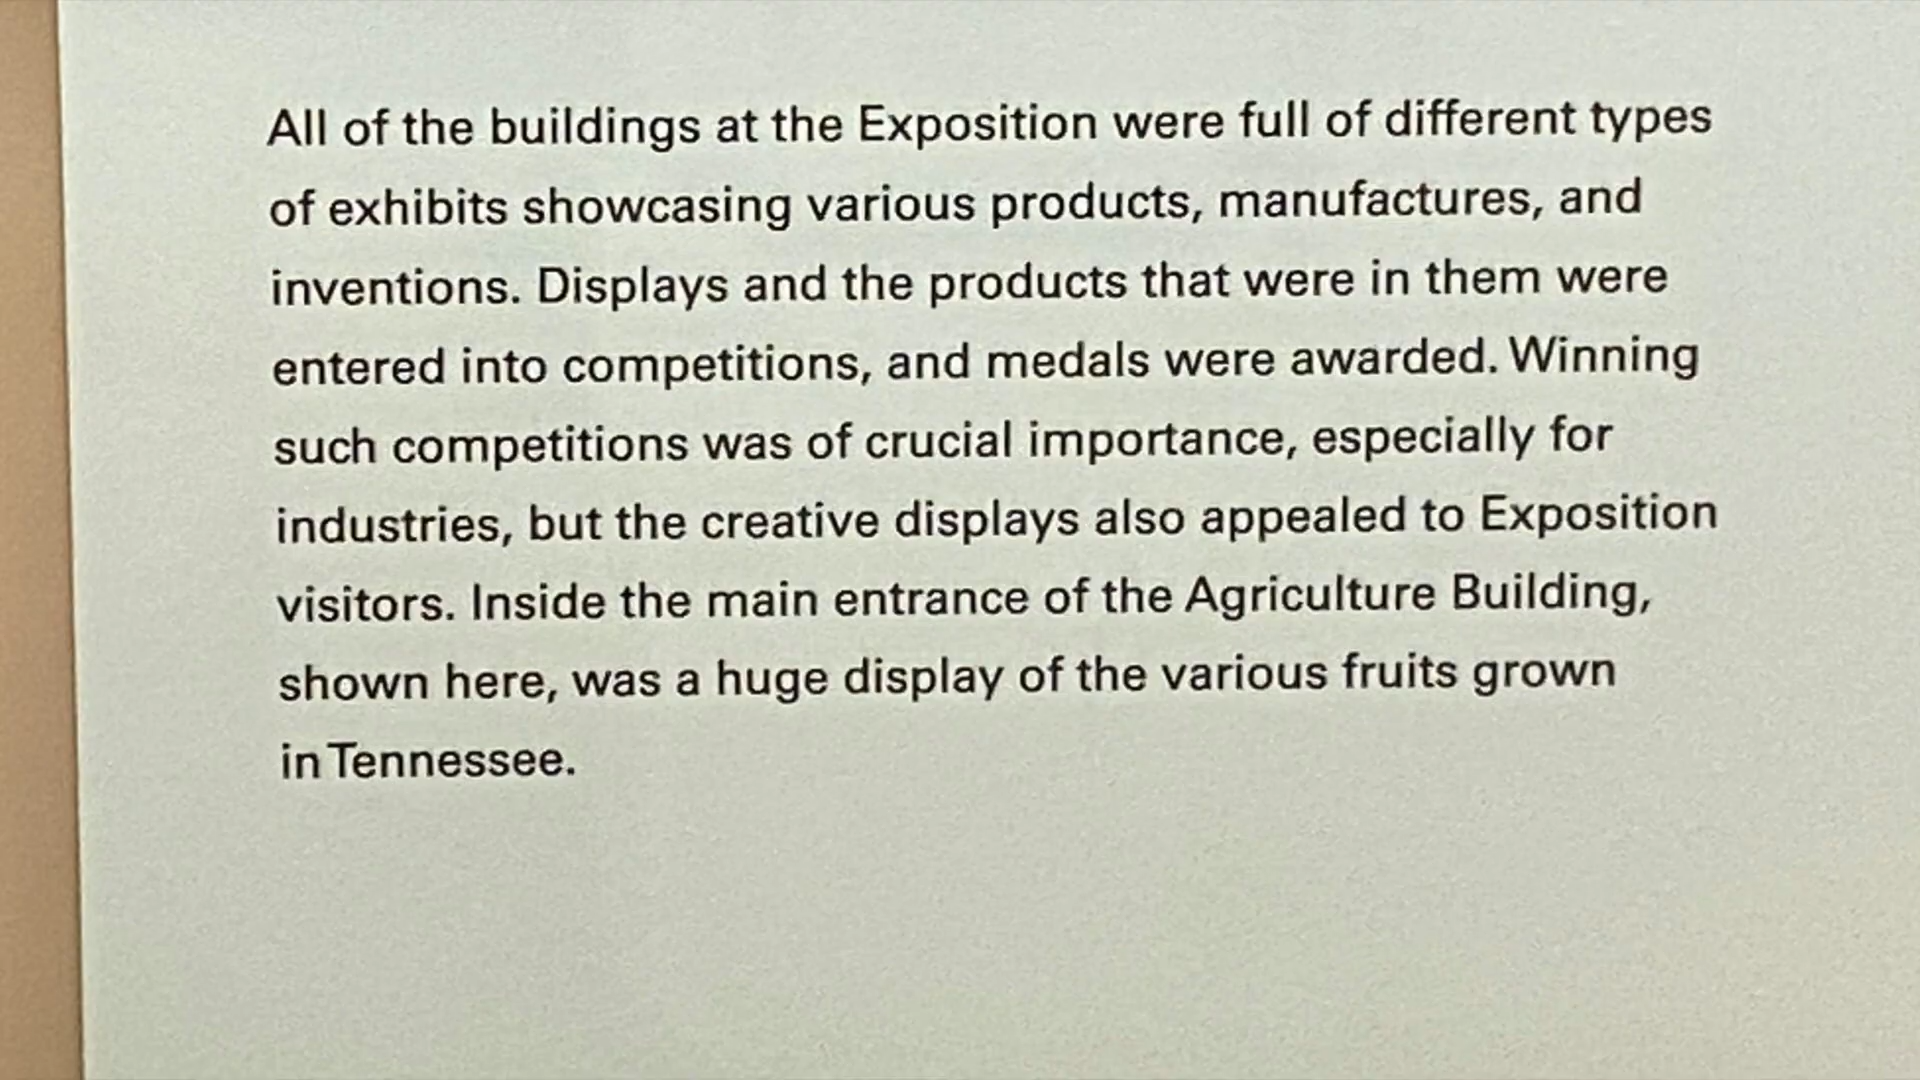 All of the buildings at the Exposition were full of different types
of exhibits showcasing various products, manufactures, and
inventions. Displays and the products that were in them were
entered into competitions, and medals were awarded. Winning
such competitions was of crucial importance, especially for
industries, but the creative displays also appealed to Exposition
visitors. Inside the main entrance of the Agriculture Building,
shown here, was a huge display of the various fruits grown
in Tennessee.